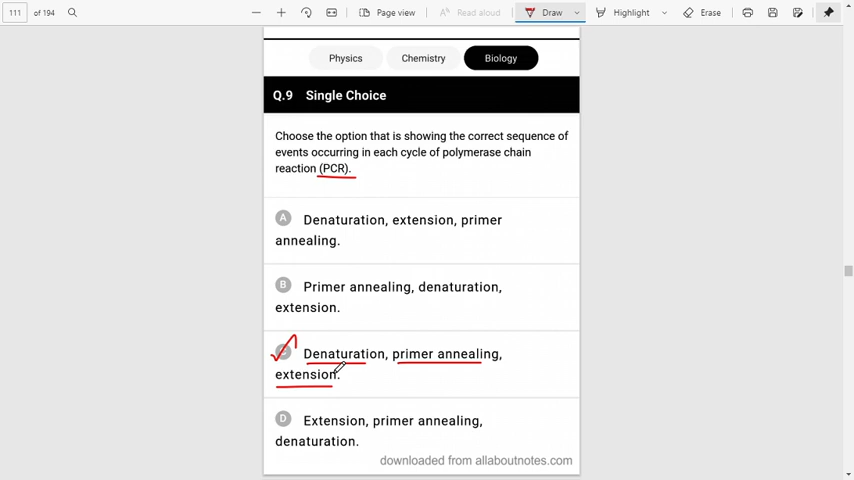 111 of 194 Page view Read aloud Draw Highlight Erase
Physics Chemistry Biology
Q.9 Single Choice
Choose the option that is showing the correct sequence of
events occurring in each cycle of polymerase chain
reaction (PCR).
A Denaturation, extension, primer
annealing.
B Primer annealing, denaturation,
extension.
Denaturation, primer annealing,
extension.
D Extension, primer annealing,
denaturation.
downloaded from allaboutnotes.com